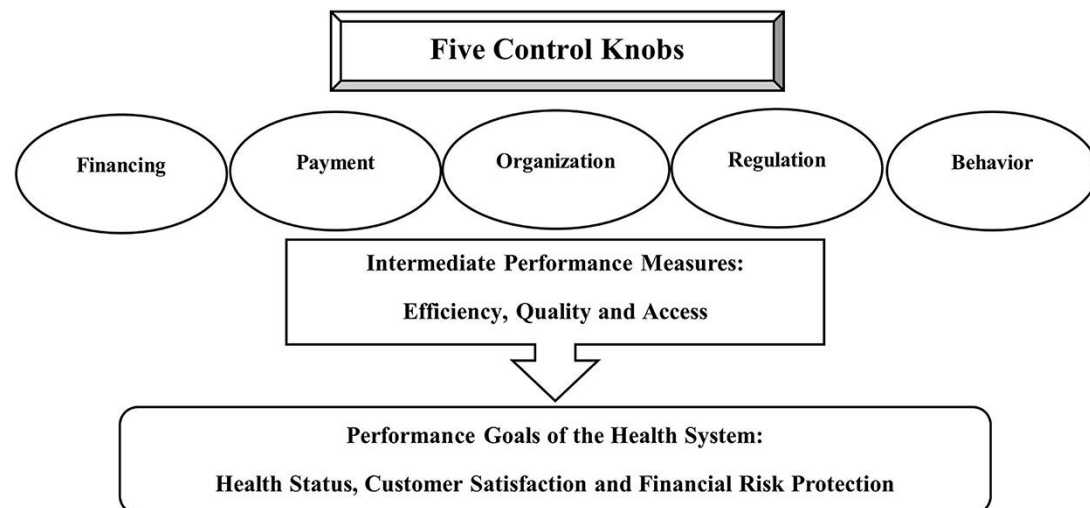 Five Control Knobs
Financing
Payment
Organization
Regulation
Behavior
Intermediate Performance Measures:
Efficiency, Quality and Access
Performance Goals of the Health System:
Health Status, Customer Satisfaction and Financial Risk Protection